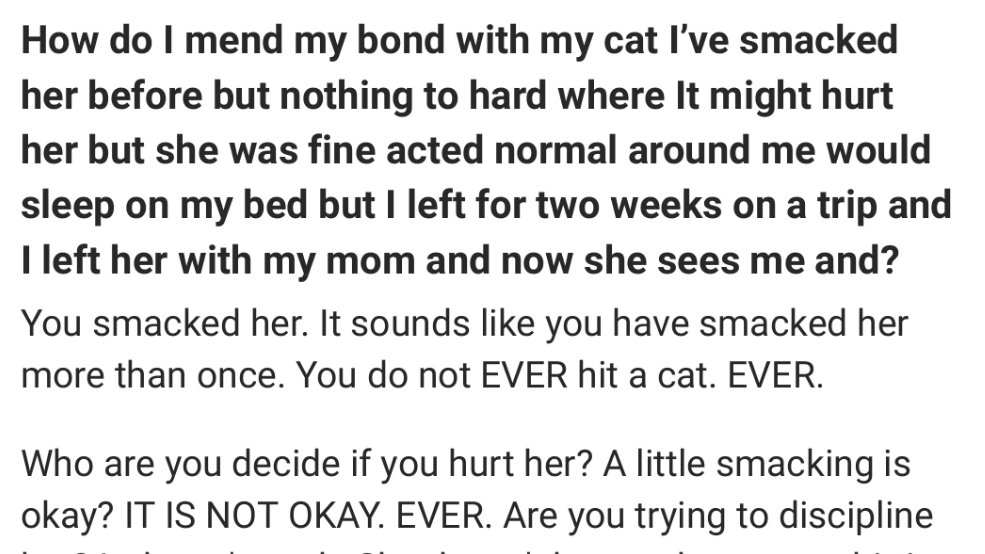 How do I mend my bond with my cat I've smacked
her before but nothing to hard where It might hurt
her but she was fine acted normal around me would
sleep on my bed but I left for two weeks on a trip and
I left her with my mom and now she sees me and?
You smacked her. It sounds like you have smacked her
more than once. You do not EVER hit a cat. EVER.
Who are you decide if you hurt her? A little smacking is
okay? IT IS NOT OKAY. EVER. Are you trying to discipline